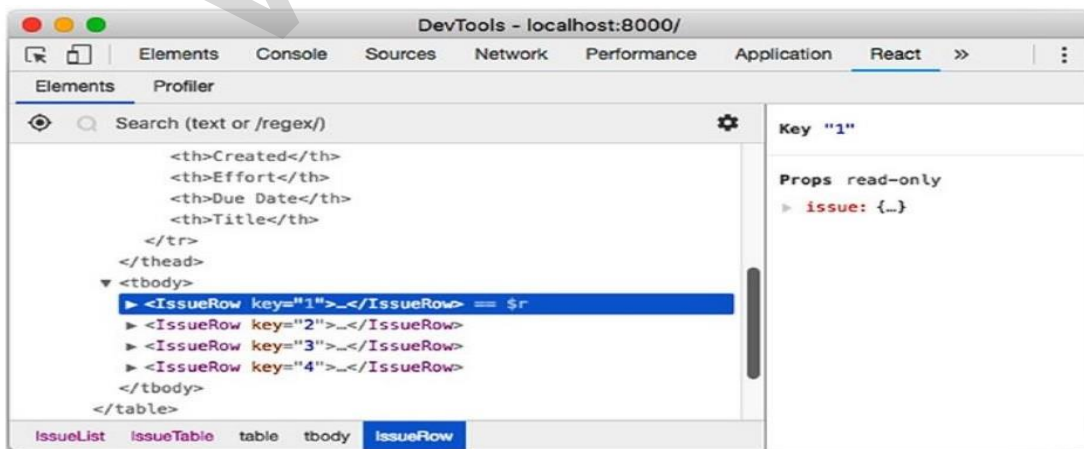 DevTools - localhost:8000/
Elements Console Sources Network Performance Application React »
Elements Profiler
Search (text or /regex/)
<th>Created</th>
<th>Effort</th>
<th>Due Date</th>
<th>Title</th>
</tr>
</thead>
▼ <tbody>
▶ <IssueRow key="1">…</IssueRow> == $r
▶ <IssueRow key="2">…</IssueRow>
▶ <IssueRow key="3">…</IssueRow>
▶ <IssueRow key="4">…</IssueRow>
</tbody>
</table>
IssueList IssueTable table tbody IssueRow
Key "1"
Props read-only
▶ issue: {…}